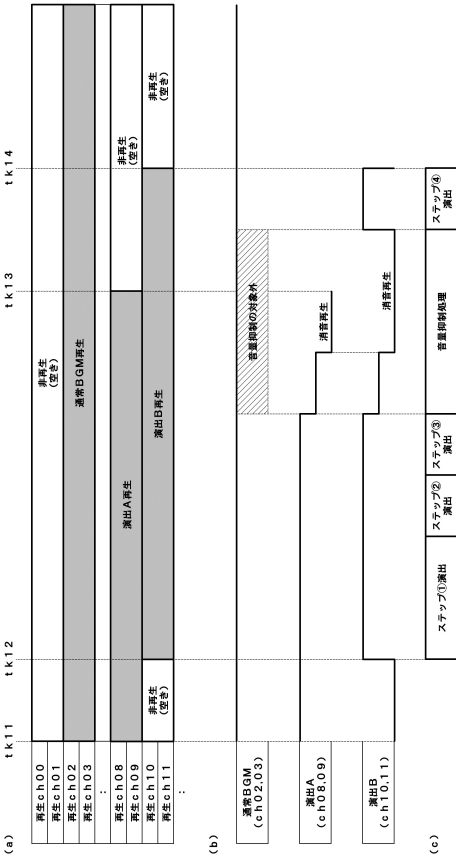 (a)
tk11
tk12
tk13
tk14
再生ch00
再生ch01
再生ch02
再生ch03
:
再生ch08
再生ch09
再生ch10
再生ch11
:
非再生
(空き)
通常BGM再生
演出A再生
非再生
(空き)
非再生
(空き)
演出B再生
非再生
(空き)
(b)
通常BGM
(ch02,03)
音量抑制の対象外
演出A
(ch08,09)
消音再生
演出B
(ch10,11)
消音再生
(c)
ステップ①演出
ステップ②
演出
ステップ③
演出
音量抑制処理
ステップ④
演出